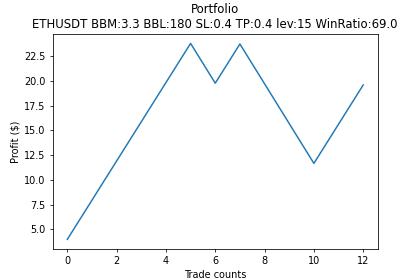 Portfolio
ETHUSDT BBM:3.3 BBL:180 SL:0.4 TP:0.4 lev:15 WinRatio:69.0
22.5
20.0
17.5
15.0
12.5
10.0
7.5
5.0
Profit ($)
0 2 4 6 8 10 12
Trade counts